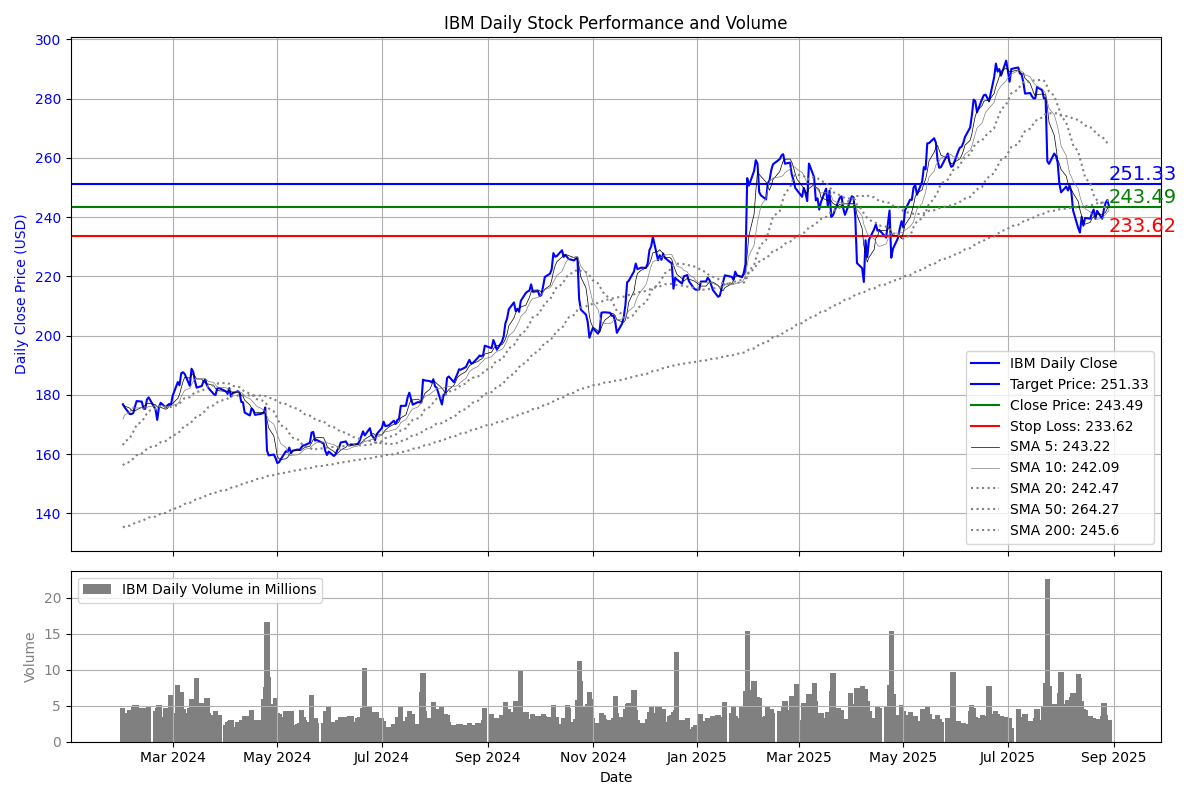 IBM Daily Stock Performance and Volume
300
280
260
240
220
200
180
160
140
Daily Close Price (USD)
251.33
243.49
233.62
IBM Daily Close
Target Price: 251.33
Close Price: 243.49
Stop Loss: 233.62
SMA 5: 243.22
SMA 10: 242.09
SMA 20: 242.47
SMA 50: 264.27
SMA 200: 245.6
IBM Daily Volume in Millions
20
15
10
5
0
Volume
Mar 2024 May 2024 Jul 2024 Sep 2024 Nov 2024 Jan 2025 Mar 2025 May 2025 Jul 2025 Sep 2025
Date